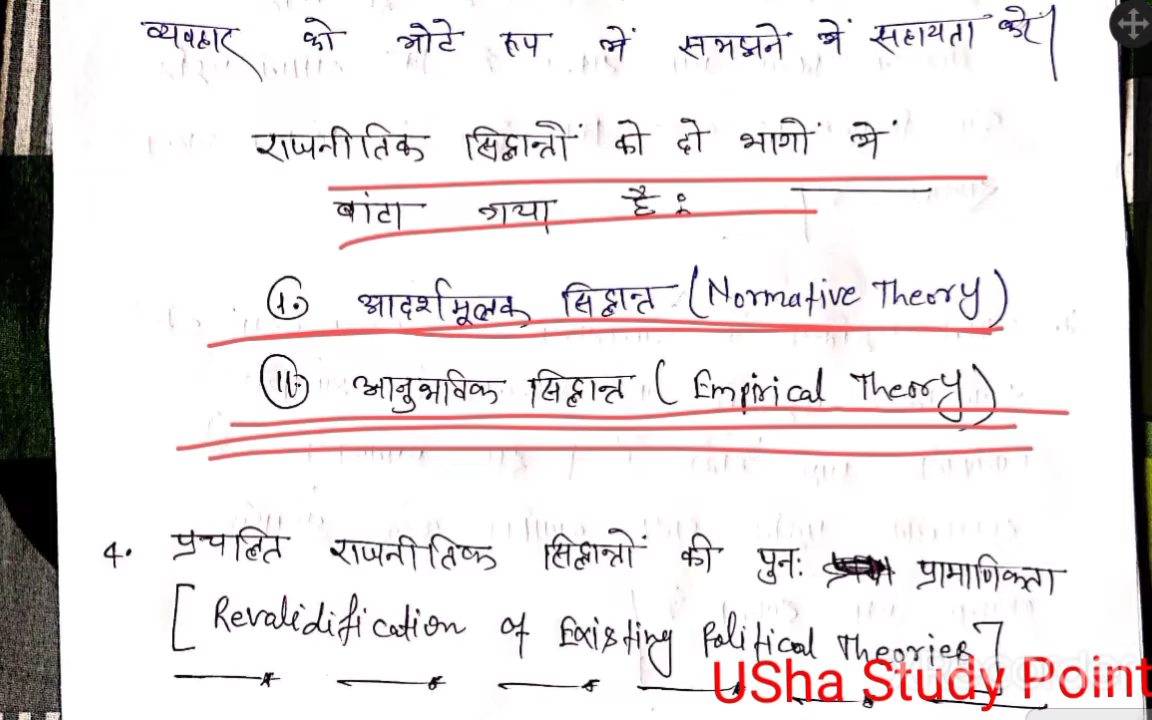 व्यवहार को मोटे रूप में समझने में सहायता करें|
राजनीतिक सिद्धान्तों को दो भागों में
बांटा गया है :
(i.) आदर्शमूलक सिद्धान्त (Normative Theory)
(ii.) आनुभविक सिद्धान्त ( Empirical Theory)
4. प्रचलित राजनीतिक सिद्धान्तों की पुनः प्रामाणिकता
[ Revalidification of Existing Political Theories ]
USha Study Point